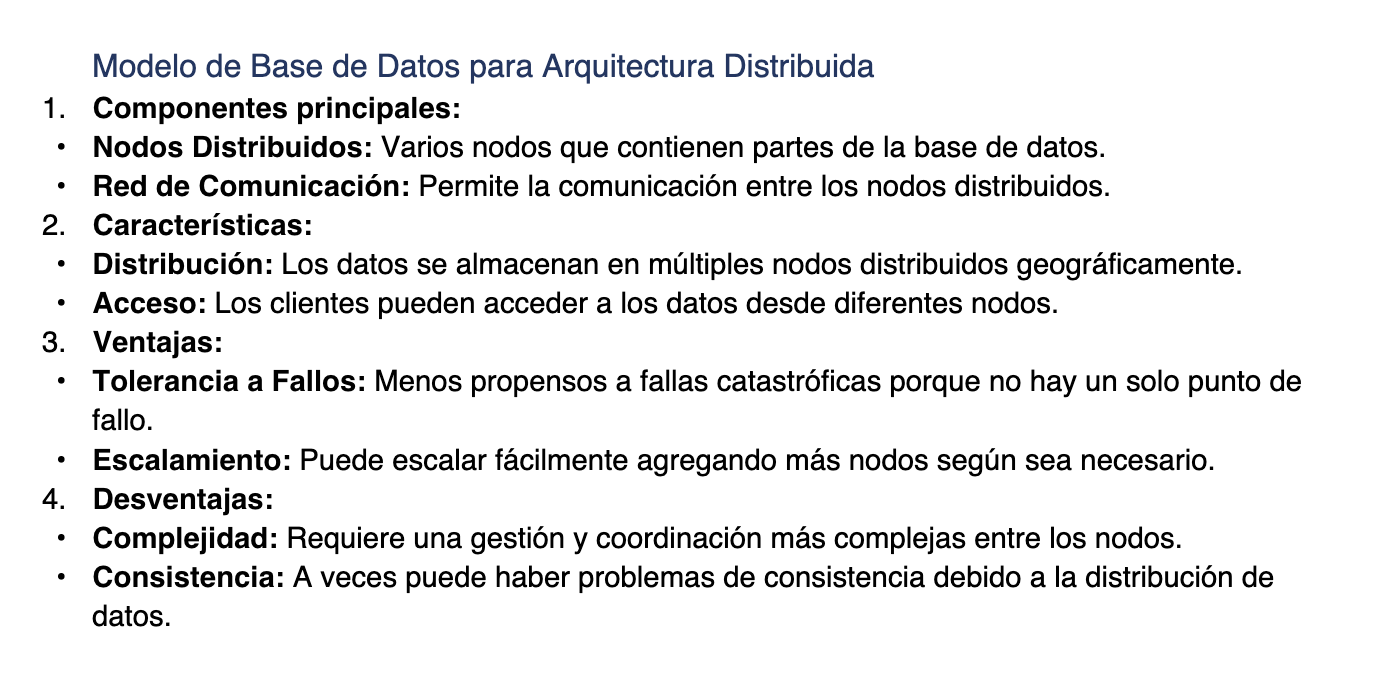 Modelo de Base de Datos para Arquitectura Distribuida
1. Componentes principales:
• Nodos Distribuidos: Varios nodos que contienen partes de la base de datos.
• Red de Comunicación: Permite la comunicación entre los nodos distribuidos.
2. Características:
• Distribución: Los datos se almacenan en múltiples nodos distribuidos geográficamente.
• Acceso: Los clientes pueden acceder a los datos desde diferentes nodos.
3. Ventajas:
• Tolerancia a Fallos: Menos propensos a fallas catastróficas porque no hay un solo punto de
fallo.
• Escalamiento: Puede escalar fácilmente agregando más nodos según sea necesario.
4. Desventajas:
• Complejidad: Requiere una gestión y coordinación más complejas entre los nodos.
• Consistencia: A veces puede haber problemas de consistencia debido a la distribución de
datos.